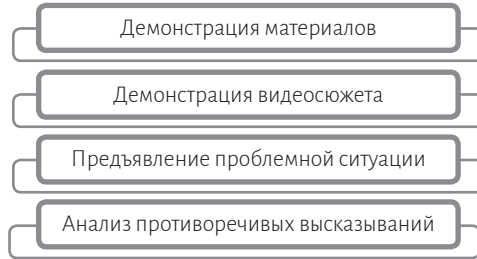 Демонстрация материалов
Демонстрация видеосюжета
Предъявление проблемной ситуации
Анализ противоречивых высказываний